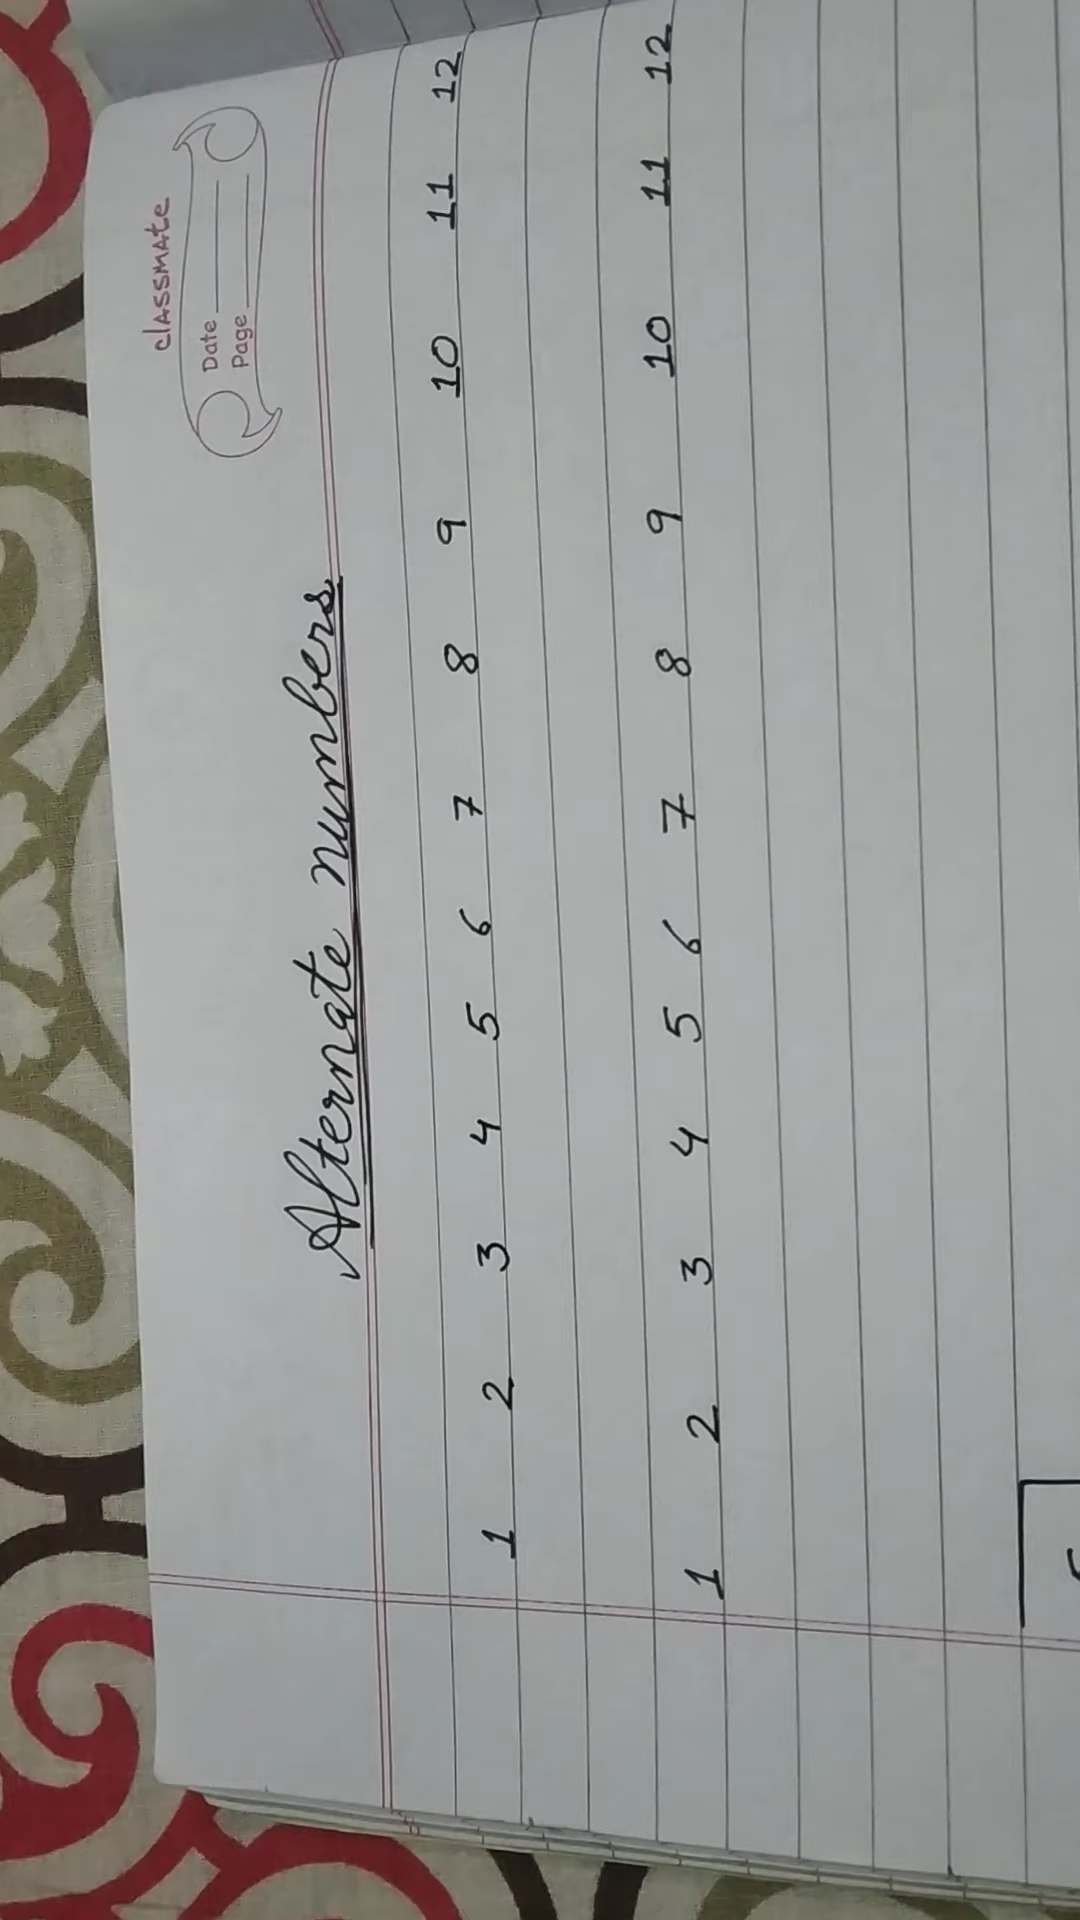 classmate
Date
Page
Alternate numbers
1 2 3 4 5 6 7 8 9 10 11 12
1 2 3 4 5 6 7 8 9 10 11 12